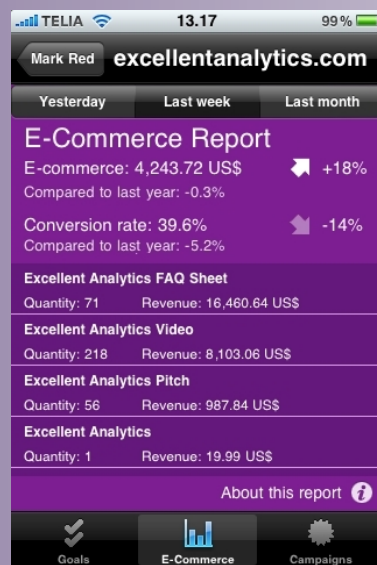 TELIA 13.17 99%
Mark Red excellentanalytics.com
Yesterday Last week Last month
E-Commerce Report
E-commerce: 4,243.72 US$ +18%
Compared to last year: -0.3%
Conversion rate: 39.6% -14%
Compared to last year: -5.2%
Excellent Analytics FAQ Sheet
Quantity: 71 Revenue: 16,460.64 US$
Excellent Analytics Video
Quantity: 218 Revenue: 8,103.06 US$
Excellent Analytics Pitch
Quantity: 56 Revenue: 987.84 US$
Excellent Analytics
Quantity: 1 Revenue: 19.99 US$
About this report i
Goals E-Commerce Campaigns